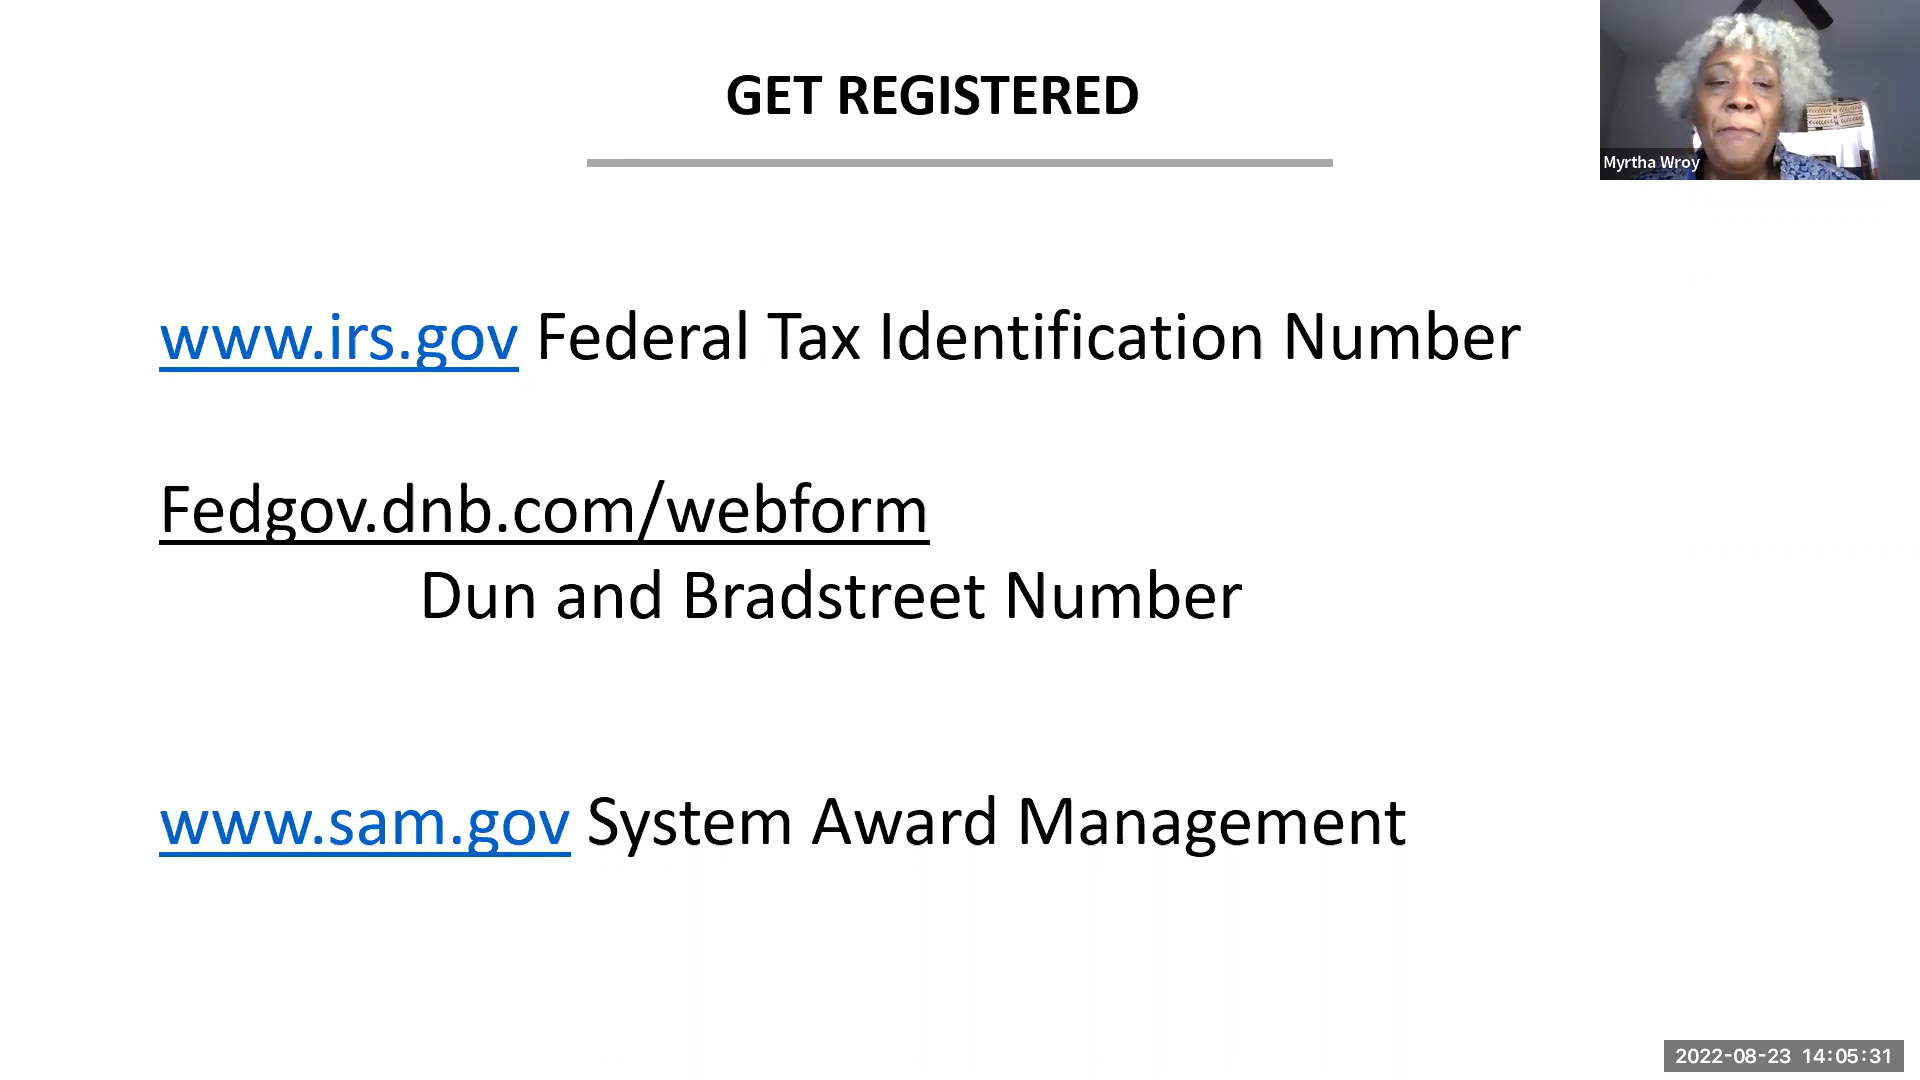 GET REGISTERED
Myrtha Wroy
www.irs.gov Federal Tax Identification Number
Fedgov.dnb.com/webform
Dun and Bradstreet Number
www.sam.gov System Award Management
2022-08-23 14:05:31